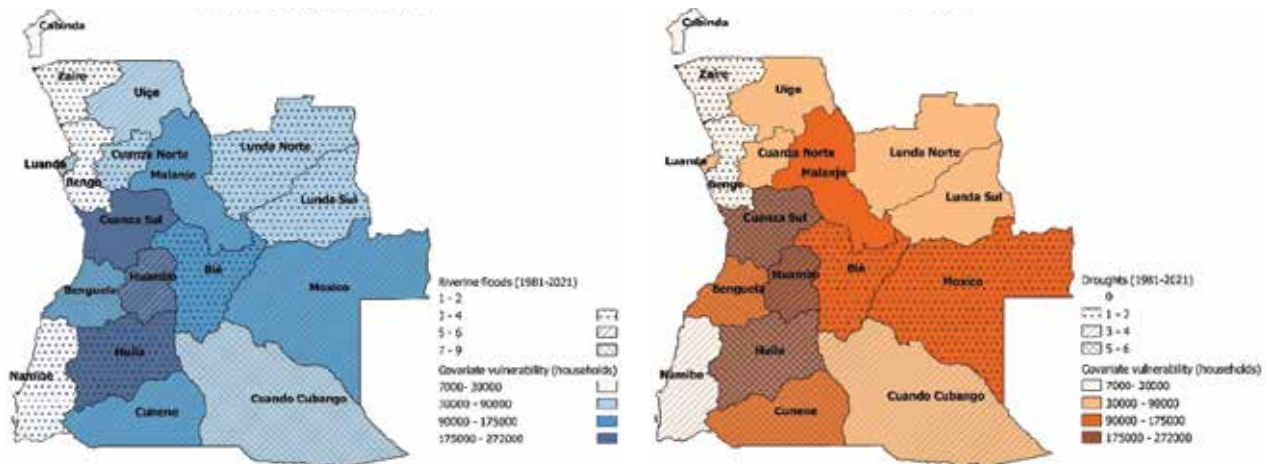 Cabinda
Zaire
Uige
Luanda
Cuanza Norte
Lunda Norte
Bengo
Malanje
Lunda Sul
Cuanza Sul
Huambo
Bié
Benguela
Moxico
Huila
Namibe
Cunene
Cuando Cubango
Riverine floods (1981-2021)
1 - 2
3 - 4
5 - 6
7 - 9
Covariate vulnerability (households)
7000- 30000
30000 - 90000
90000 - 175000
175000 - 272000
Cabinda
Zaire
Uige
Luanda
Cuanza Norte
Lunda Norte
Bengo
Malanje
Lunda Sul
Cuanza Sul
Huambo
Bié
Benguela
Moxico
Huila
Namibe
Cunene
Cuando Cubango
Droughts (1981-2021)
0
1 - 2
3 - 4
5 - 6
Covariate vulnerability (households)
7000- 30000
30000 - 90000
90000 - 175000
175000 - 272000